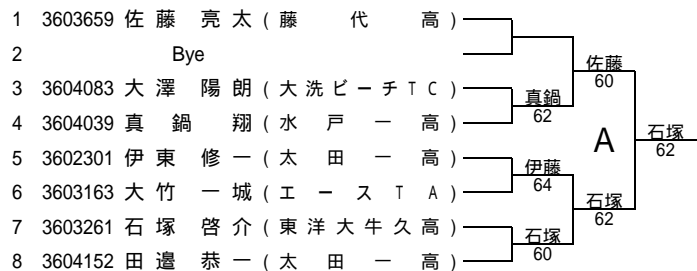 1 3603659 佐藤 亮太 (藤代高)
2 Bye
佐藤
60
3 3604083 大澤 陽朗 (大洗ビーチTC)
真鍋
62
4 3604039 真鍋 翔 (水戸一高)
A
石塚
62
5 3602301 伊東 修一 (太田一高)
伊藤
64
6 3603163 大竹 一城 (エースTA)
石塚
62
7 3603261 石塚 啓介 (東洋大牛久高)
石塚
60
8 3604152 田邉 恭一 (太田一高)